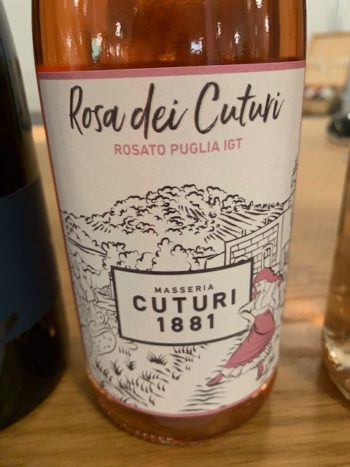 Rosa dei Cuturi
ROSATO PUGLIA IGT
MASSERIA
CUTURI
1881